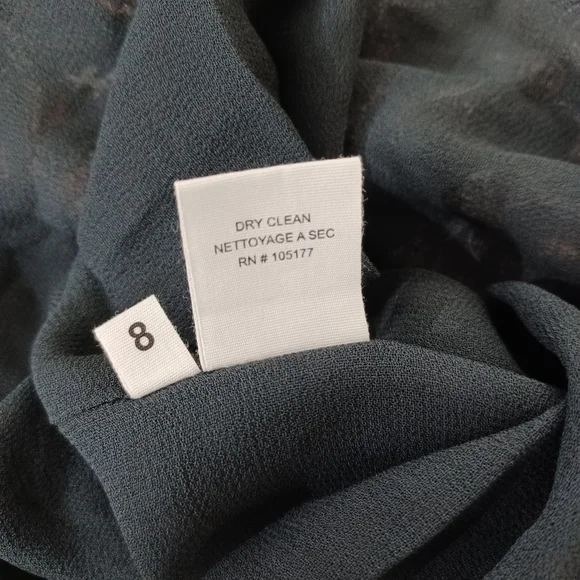 DRY CLEAN
NETTOYAGE A SEC
RN # 105177
8